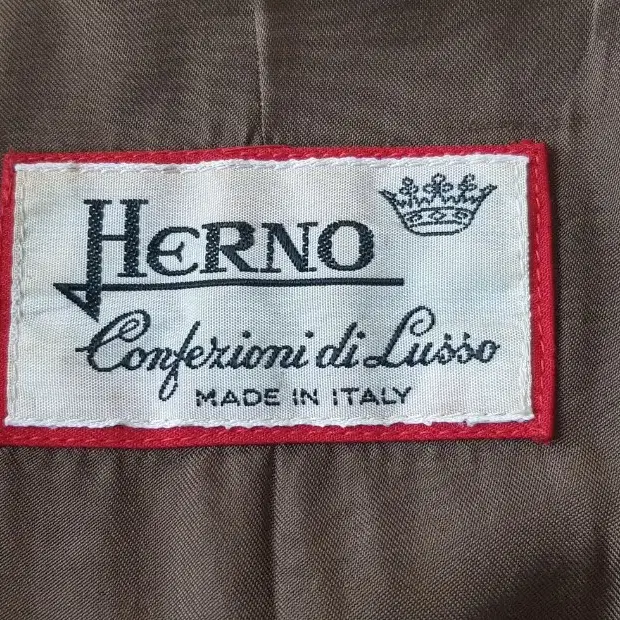 HERNO
Confezioni di Lusso
MADE IN ITALY